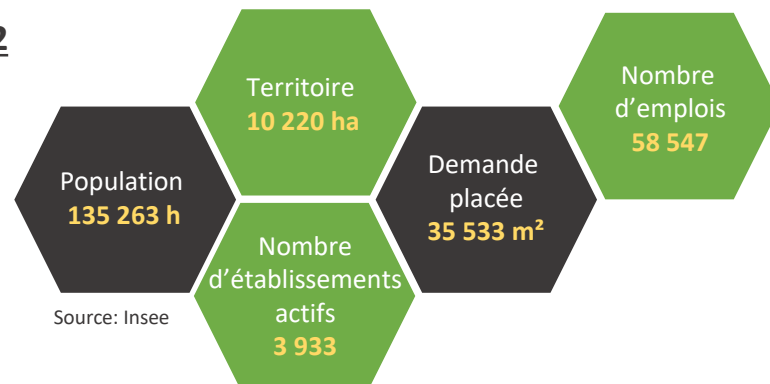 2
Territoire
10 220 ha
Nombre
d'emplois
58 547
Population
135 263 h
Demande
placée
35 533 m²
Nombre
d'établissements
actifs
3 933
Source: Insee